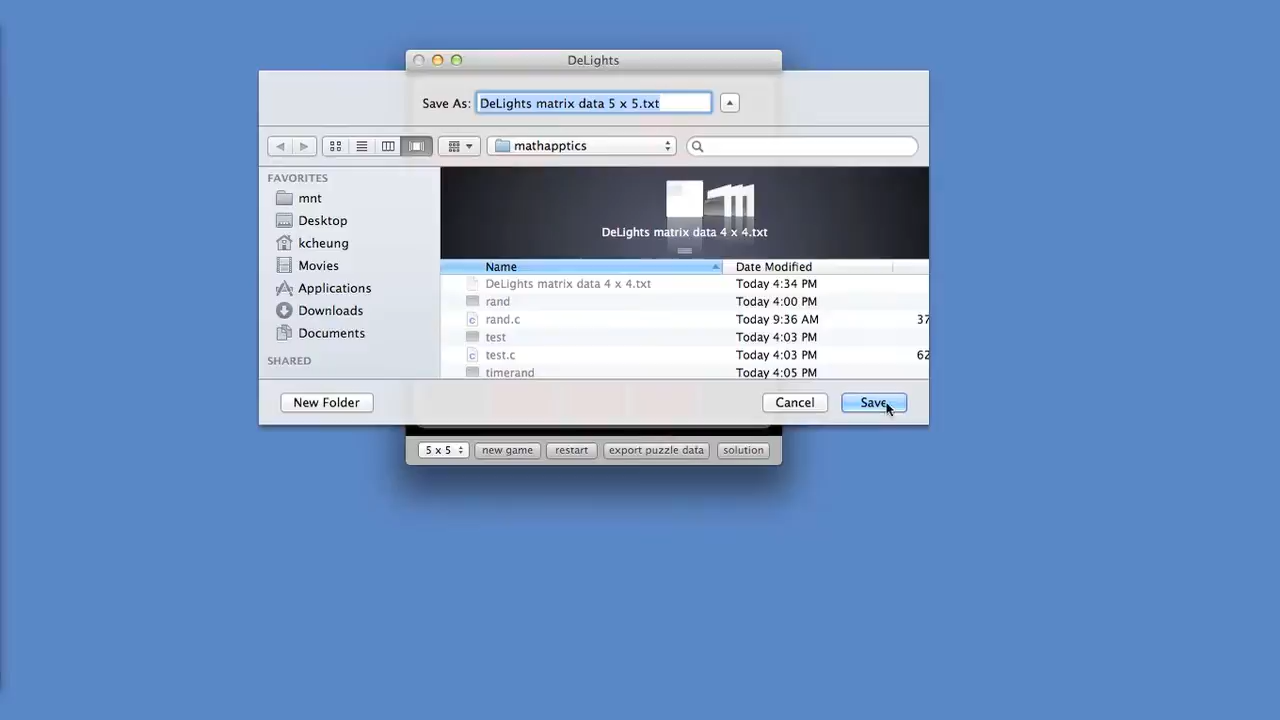 DeLights
Save As: DeLights matrix data 5 x 5.txt
mathapptics
FAVORITES
mnt
Desktop
kcheung
Movies
Applications
Downloads
Documents
SHARED
DeLights matrix data 4 x 4.txt
Name Date Modified
DeLights matrix data 4 x 4.txt Today 4:34 PM
rand Today 4:00 PM
rand.c Today 9:36 AM 37
test Today 4:03 PM
test.c Today 4:03 PM 62
timerand Today 4:05 PM
New Folder Cancel Save
5 x 5 new game restart export puzzle data solution